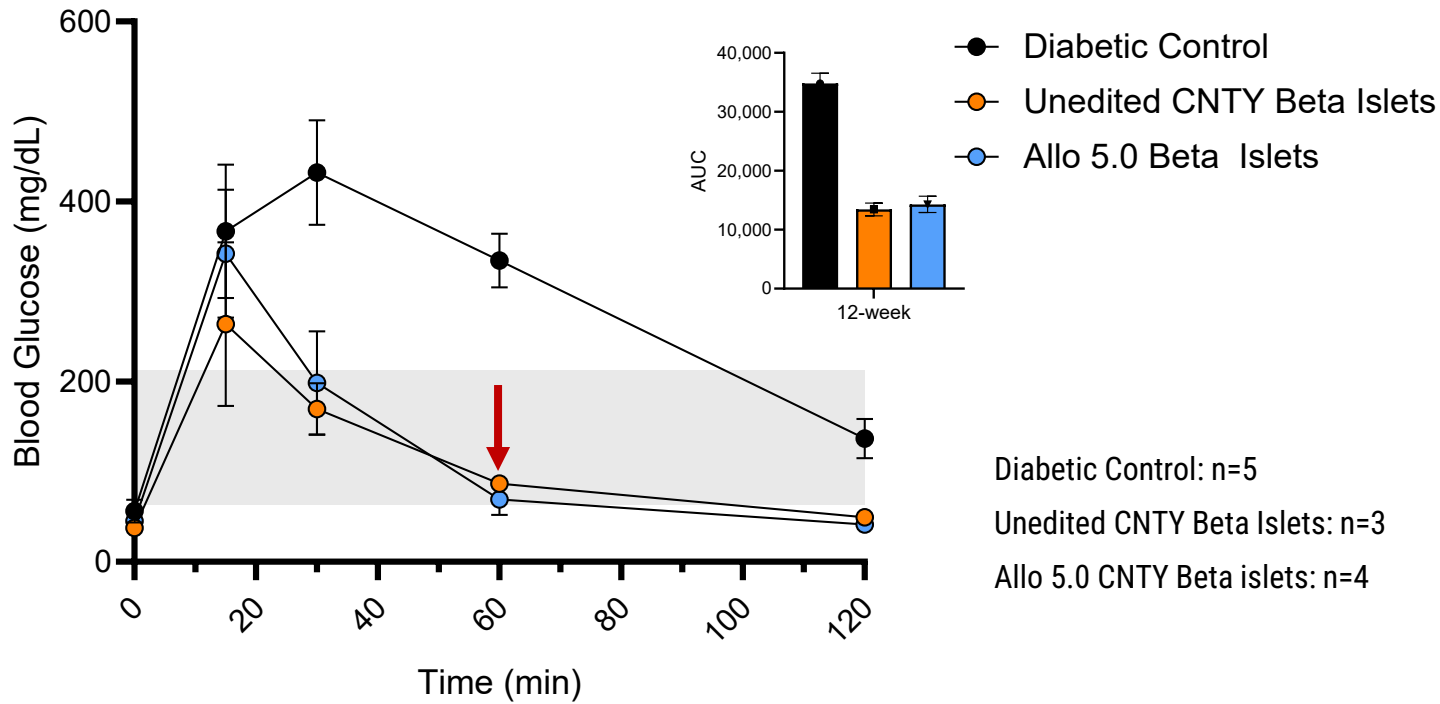 600
400
200
0
Blood Glucose (mg/dL)
0
20
40
60
80
100
120
Time (min)
40,000
30,000
20,000
10,000
0
AUC
12-week
Diabetic Control
Unedited CNTY Beta Islets
Allo 5.0 Beta  Islets
Diabetic Control: n=5
Unedited CNTY Beta Islets: n=3
Allo 5.0 CNTY Beta islets: n=4